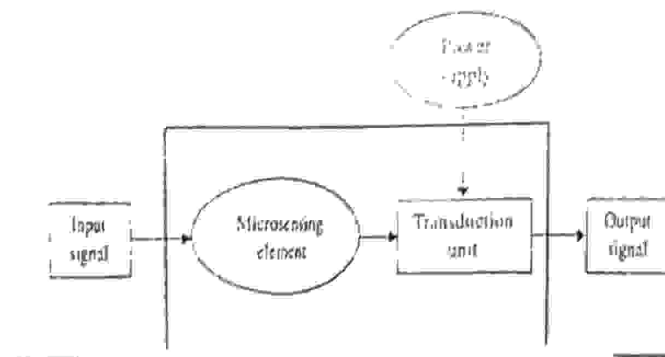 Power
supply
Input
signal
Microsensing
element
Transduction
unit
Output
signal